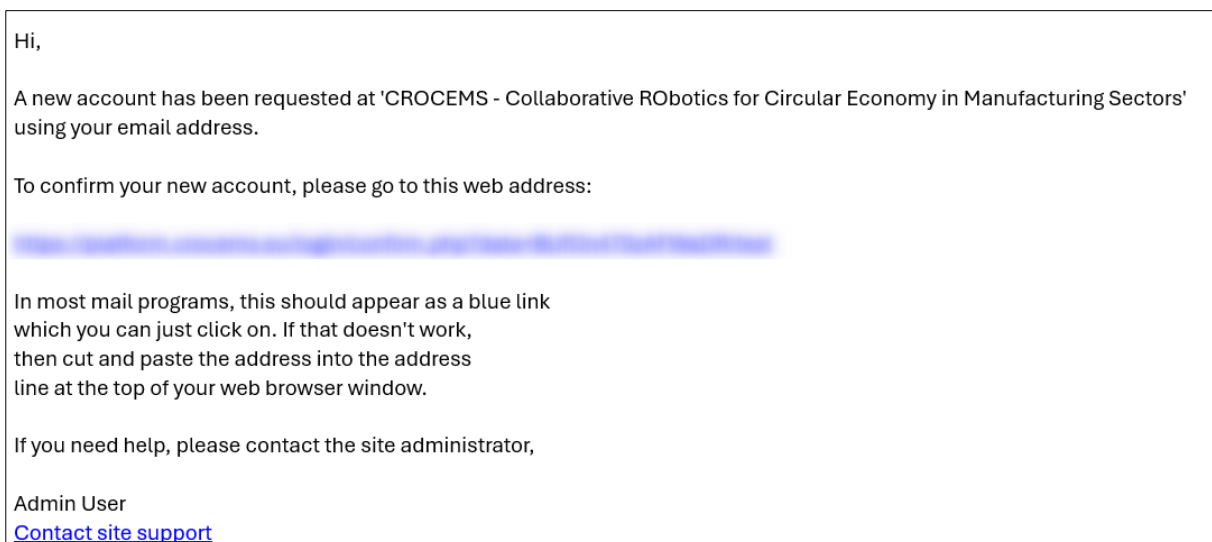 Hi,
A new account has been requested at 'CROCEMS - Collaborative RObotics for Circular Economy in Manufacturing Sectors'
using your email address.
To confirm your new account, please go to this web address:
In most mail programs, this should appear as a blue link
which you can just click on. If that doesn't work,
then cut and paste the address into the address
line at the top of your web browser window.
If you need help, please contact the site administrator,
Admin User
Contact site support